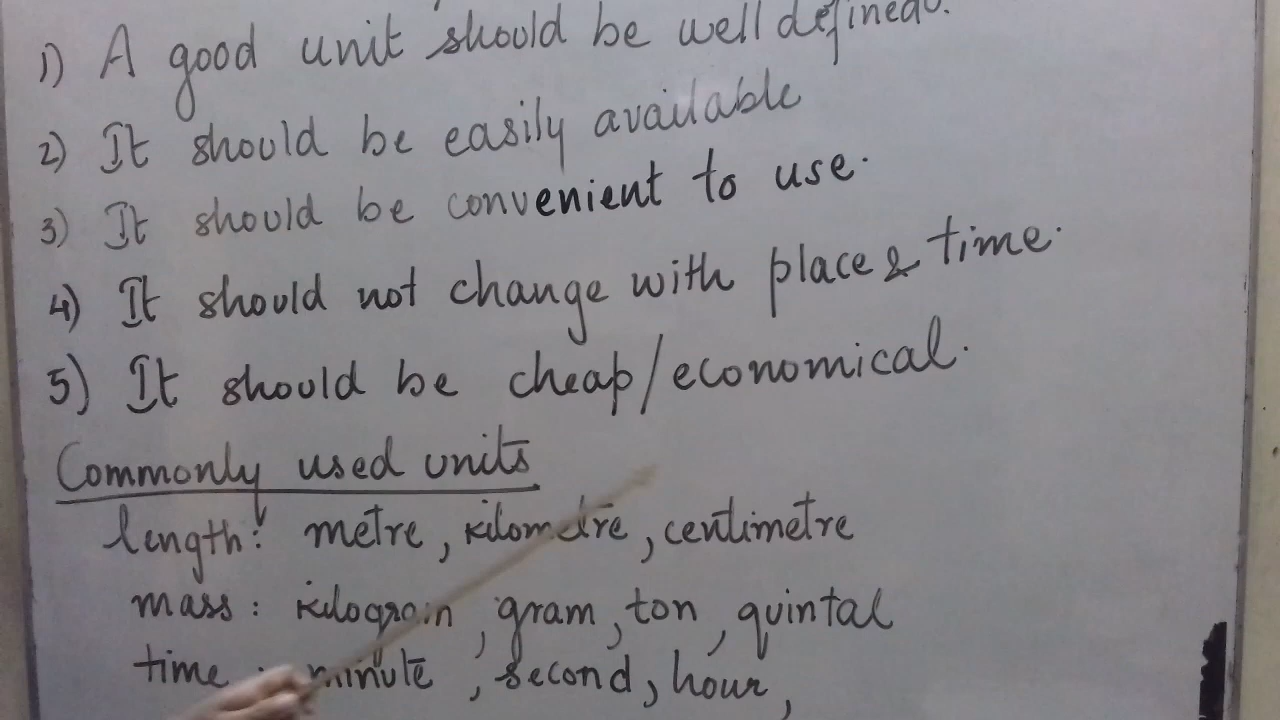 1) A good unit should be well defined.
2) It should be easily available
3) It should be convenient to use.
4) It should not change with place & time.
5) It should be cheap/economical.
Commonly used units
length: metre, kilometre, centimetre
mass: kilogram, gram, ton, quintal
time: minute, second, hour,